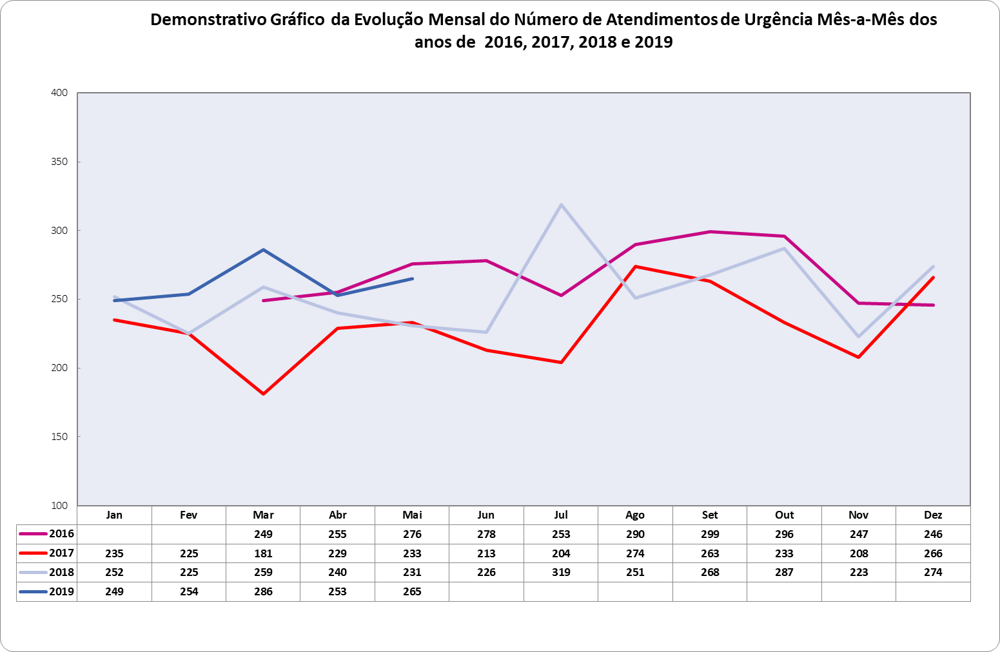 Demonstrativo Gráfico da Evolução Mensal do Número de Atendimentos de Urgência Mês-a-Mês dos
anos de 2016, 2017, 2018 e 2019
400
350
300
250
200
150
100
Jan Fev Mar Abr Mai Jun Jul Ago Set Out Nov Dez
2016 249 255 276 278 253 290 299 296 247 246
2017 235 225 181 229 233 213 204 274 263 233 208 266
2018 252 225 259 240 231 226 319 251 268 287 223 274
2019 249 254 286 253 265